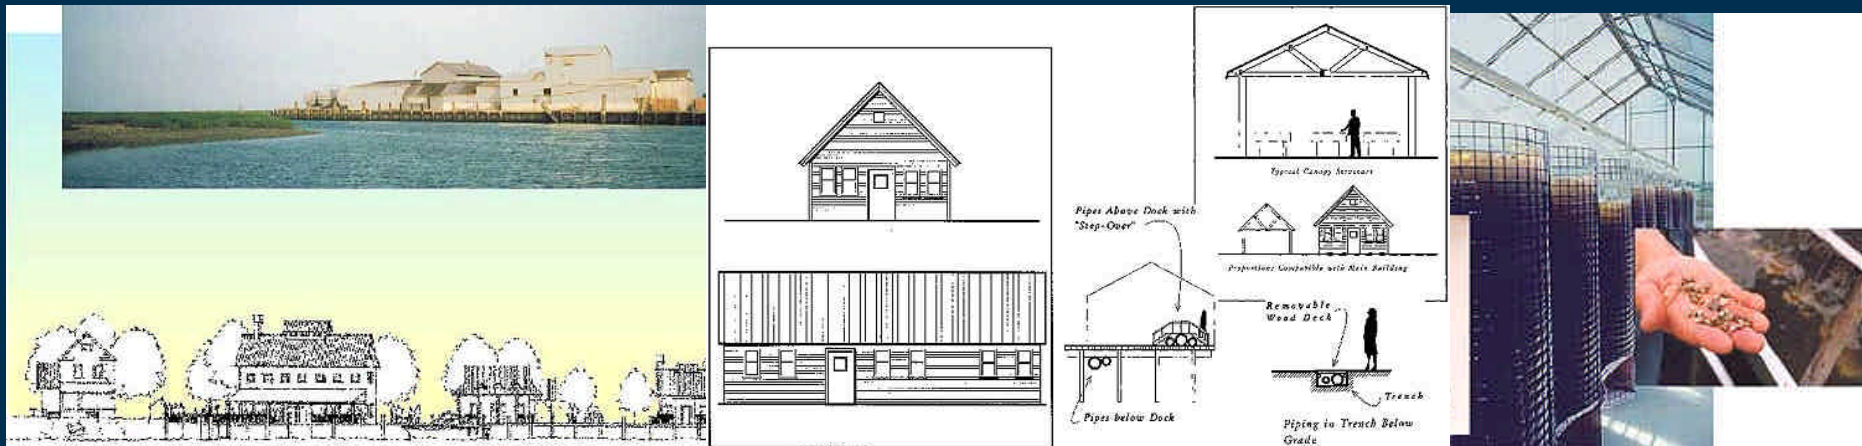 Typical Canopy Structure
Proportions Compatible with Main Building
Pipes Above Dock with
"Step-Over"
Pipes below Dock
Removable
Wood Deck
Trench
Piping in Trench Below
Grade